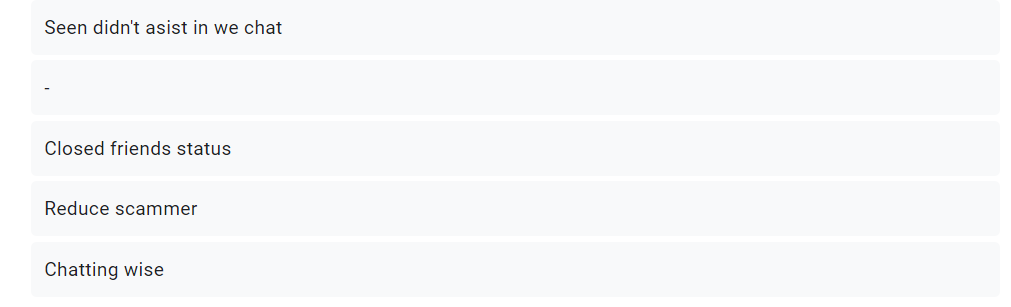 Seen didn't asist in we chat
-
Closed friends status
Reduce scammer
Chatting wise